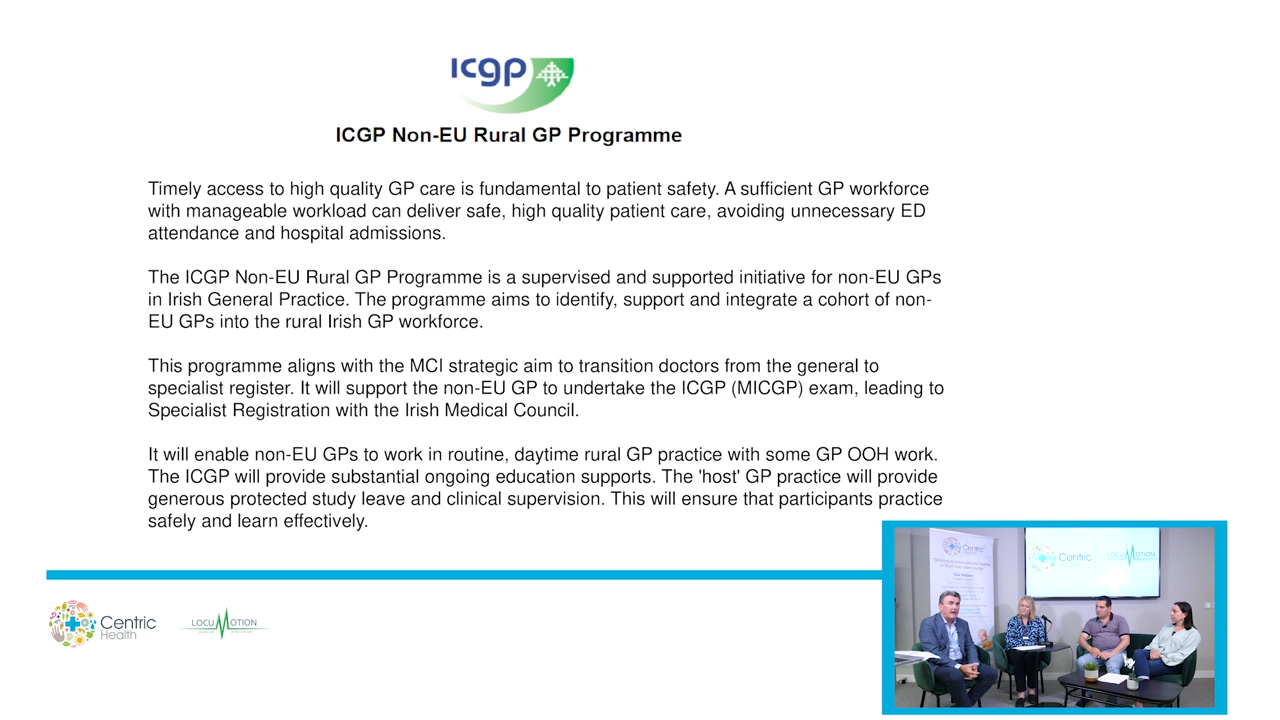 ICGP
ICGP Non-EU Rural GP Programme
Timely access to high quality GP care is fundamental to patient safety. A sufficient GP workforce
with manageable workload can deliver safe, high quality patient care, avoiding unnecessary ED
attendance and hospital admissions.
The ICGP Non-EU Rural GP Programme is a supervised and supported initiative for non-EU GPs
in Irish General Practice. The programme aims to identify, support and integrate a cohort of non-
EU GPs into the rural Irish GP workforce.
This programme aligns with the MCI strategic aim to transition doctors from the general to
specialist register. It will support the non-EU GP to undertake the ICGP (MICGP) exam, leading to
Specialist Registration with the Irish Medical Council.
It will enable non-EU GPs to work in routine, daytime rural GP practice with some GP OOH work.
The ICGP will provide substantial ongoing education supports. The 'host' GP practice will provide
generous protected study leave and clinical supervision. This will ensure that participants practice
safely and learn effectively.
Centric
Health
LOCUMOTION
Centric
Centric
LOCUMOTION